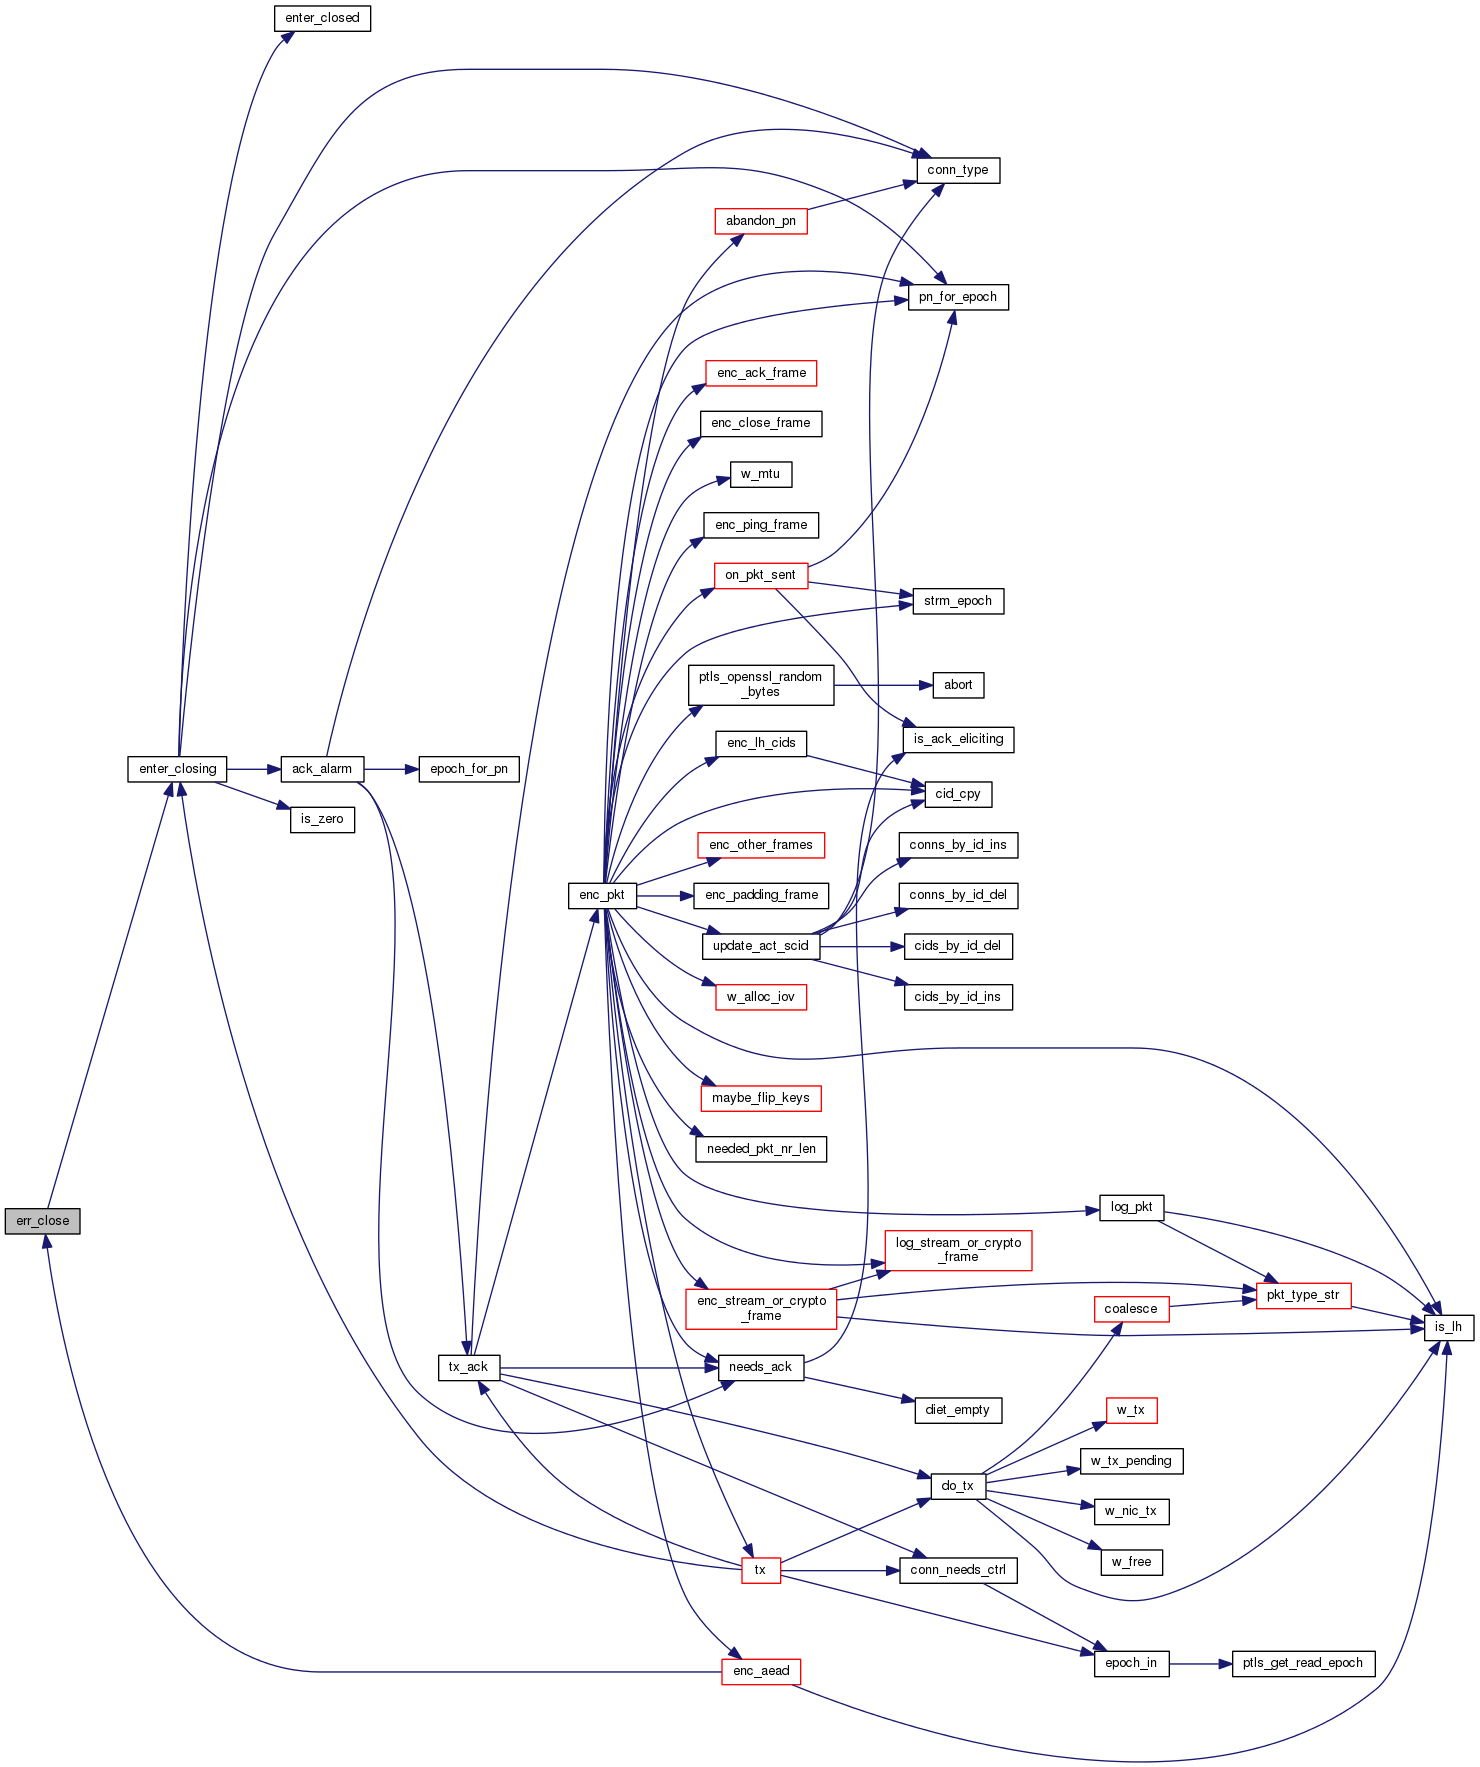 enter_closed
conn_type
abandon_pn
pn_for_epoch
enc_ack_frame
enc_close_frame
w_mtu
enc_ping_frame
on_pkt_sent
strm_epoch
ptls_openssl_random
_bytes
abort
enc_lh_cids
is_ack_eliciting
enter_closing
ack_alarm
epoch_for_pn
is_zero
cid_cpy
enc_other_frames
conns_by_id_ins
enc_pkt
enc_padding_frame
conns_by_id_del
update_act_scid
cids_by_id_del
w_alloc_iov
cids_by_id_ins
maybe_flip_keys
needed_pkt_nr_len
log_pkt
err_close
log_stream_or_crypto
_frame
enc_stream_or_crypto
_frame
coalesce
pkt_type_str
is_lh
tx_ack
needs_ack
diet_empty
w_tx
w_tx_pending
do_tx
w_nic_tx
w_free
tx
conn_needs_ctrl
enc_aead
epoch_in
ptls_get_read_epoch